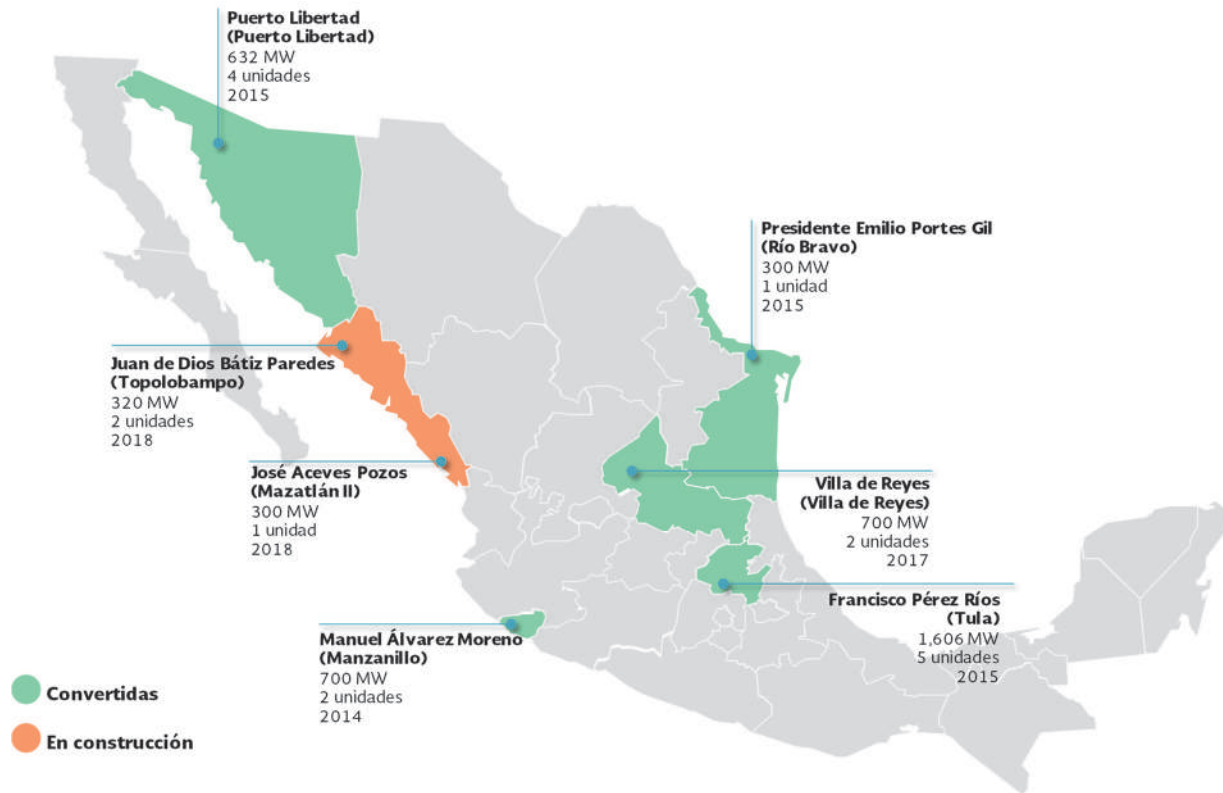 Puerto Libertad
(Puerto Libertad)
632 MW
4 unidades
2015
Presidente Emilio Portes Gil
(Río Bravo)
300 MW
1 unidad
2015
Juan de Dios Bátiz Paredes
(Topolobampo)
320 MW
2 unidades
2018
José Aceves Pozos
(Mazatlán II)
300 MW
1 unidad
2018
Villa de Reyes
(Villa de Reyes)
700 MW
2 unidades
2017
Francisco Pérez Ríos
(Tula)
1,606 MW
5 unidades
2015
Manuel Álvarez Moreno
(Manzanillo)
700 MW
2 unidades
2014
Convertidas
En construcción